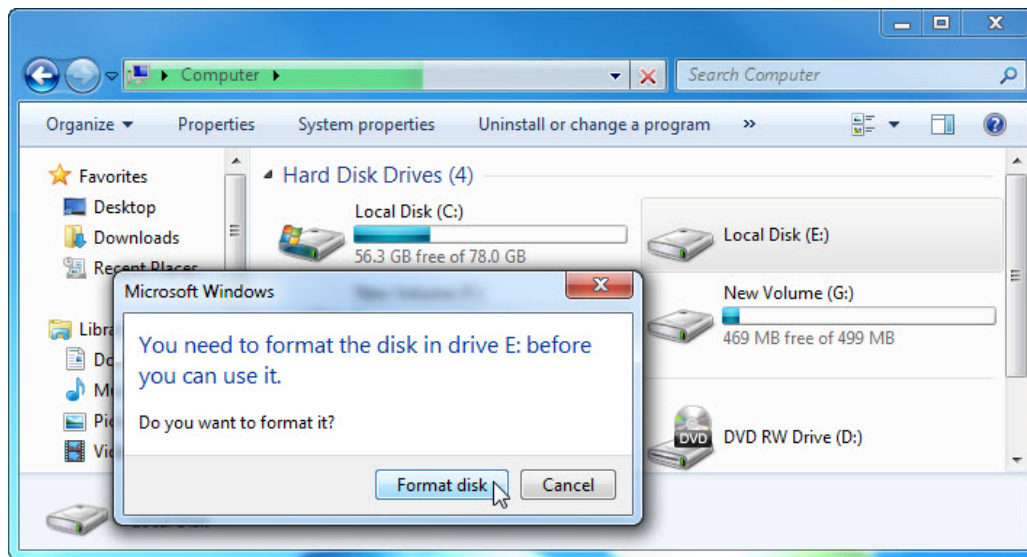 Computer
Search Computer
Organize Properties System properties Uninstall or change a program »
Favorites
Desktop
Downloads
Recent Places
Hard Disk Drives (4)
Local Disk (C:)
56.3 GB free of 78.0 GB
Local Disk (E:)
New Volume (G:)
469 MB free of 499 MB
DVD
DVD RW Drive (D:)
Microsoft Windows
You need to format the disk in drive E: before
you can use it.
Do you want to format it?
Format disk Cancel